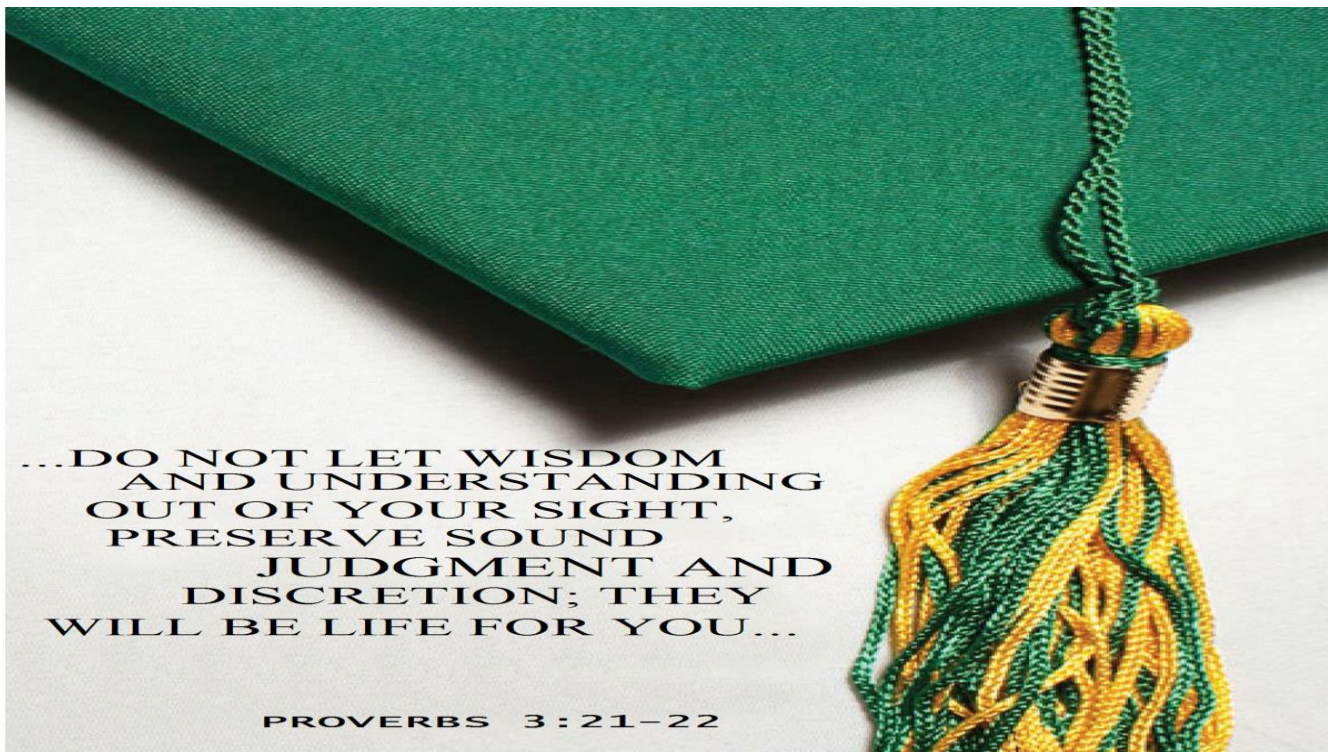 ...DO NOT LET WISDOM
AND UNDERSTANDING
OUT OF YOUR SIGHT,
PRESERVE SOUND
JUDGMENT AND
DISCRETION; THEY
WILL BE LIFE FOR YOU...
PROVERBS 3:21-22